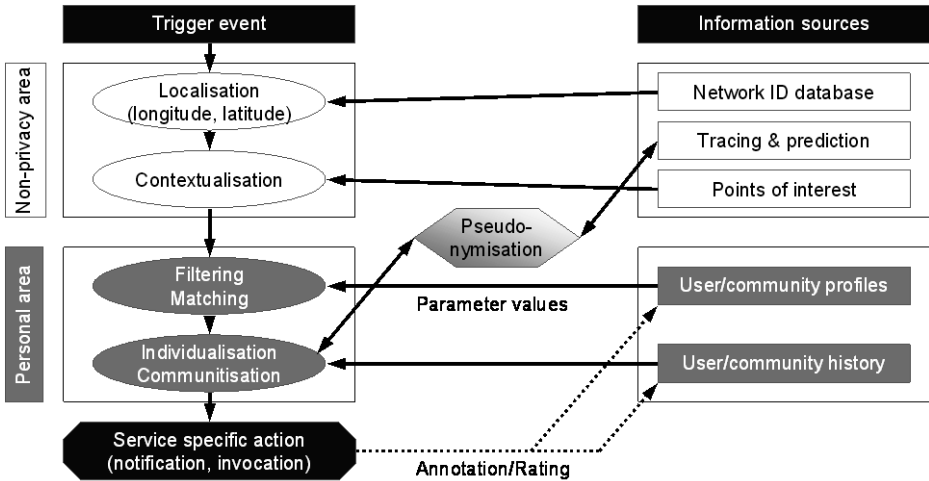 Trigger event
Information sources
Non-privacy area
Localisation
(longitude, latitude)
Network ID database
Tracing & prediction
Contextualisation
Points of interest
Pseudo-
nymisation
Personal area
Filtering
Matching
Parameter values
User/community profiles
Individualisation
Communitisation
User/community history
Service specific action
(notification, invocation)
Annotation/Rating